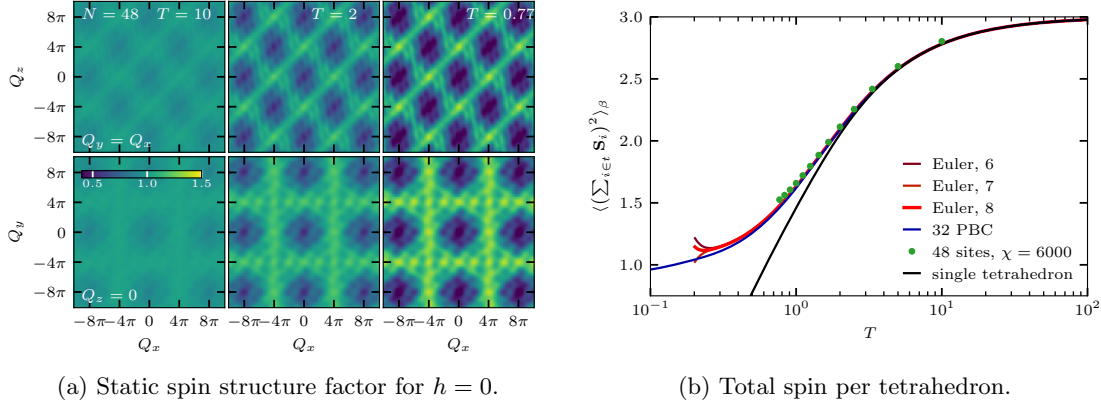 N = 48 T = 10 T = 2 T = 0.77
8π
4π
0
−4π
−8π
Q_z
Q_y = Q_x
0.5 1.0 1.5
8π
4π
0
−4π
−8π
Q_y
Q_z = 0
−8π −4π 0 4π 8π −8π −4π 0 4π 8π −8π −4π 0 4π 8π
Q_x Q_x Q_x
(a) Static spin structure factor for h = 0.
3.0
2.5
2.0
1.5
1.0
⟨(∑_{i∈t} S_i)^2⟩_β
Euler, 6
Euler, 7
Euler, 8
32 PBC
48 sites, χ = 6000
single tetrahedron
10^{−1} 10^0 10^1 10^2
T
(b) Total spin per tetrahedron.